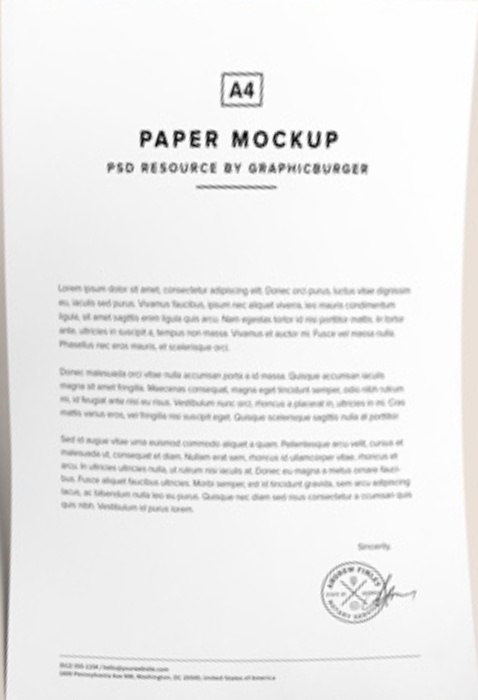 A4
PAPER MOCKUP
PSD RESOURCE BY GRAPHICBURGER
Lorem ipsum dolor sit amet, consectetur adipiscing elit. Donec orci purus, luctus vitae dignissim
eu, iaculis sed purus. Vivamus faucibus, ipsum nec aliquet viverra, leo mauris condimentum
ligula, sit amet sagittis enim ligula quis arcu. Nam egestas tortor id nisi porttitor mattis. In tortor
ante, ultricies in suscipit a, tempus non massa. Vivamus et auctor mi. Fusce vel massa nulla.
Phasellus nec eros mauris, et scelerisque orci.
Donec malesuada orci vitae nulla accumsan porta a id massa. Quisque accumsan iaculis
magna sit amet fringilla. Maecenas consequat, magna eget tincidunt semper, odio nibh rutrum
mi, id feugiat ante nisi eu risus. Vestibulum nunc orci, rhoncus a placerat in, ultricies in mi. Cras
mattis varius eros, vel fringilla nisi suscipit eget. Quisque scelerisque sagittis nulla at porttitor.
Sed id augue vitae urna euismod commodo aliquet a quam. Pellentesque arcu velit, cursus et
malesuada ut, consequat et diam. Nullam erat sem, rhoncus id ullamcorper vitae, rhoncus et
arcu. In ultricies ultricies nulla, ut rutrum nisi iaculis at. Donec eu magna a metus ornare fauci-
bus. Fusce aliquet faucibus ultricies. Morbi semper, est id tincidunt gravida, sem arcu adipiscing
lacus, ac bibendum nulla leo eu purus. Quisque nec diam sed risus consectetur a ccumsan quis
quis nibh. Vestibulum id purus lorem.
Sincerly,
ANDREW FINLEY
NOTARY SERVICE
(512) 555-1234 / hello@yourwebsite.com
1600 Pennsylvania Ave NW, Washington, DC 20500, United States of America